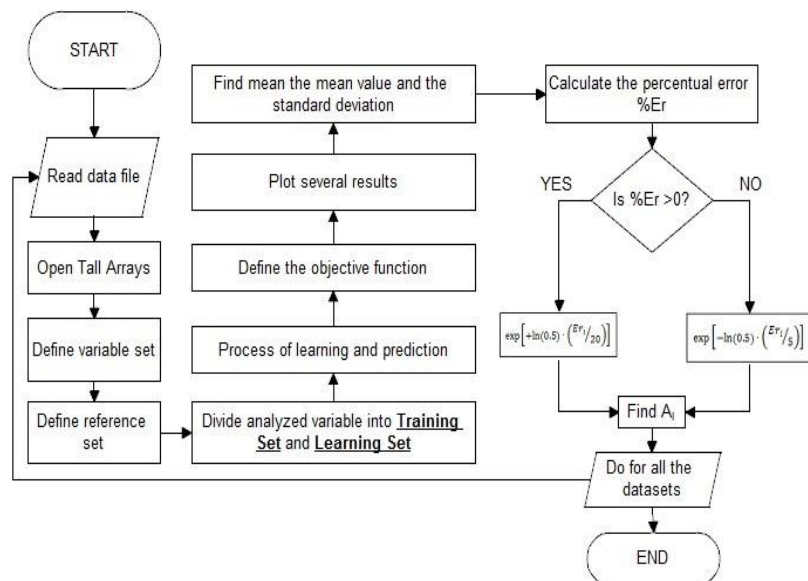 START
Read data file
Open Tall Arrays
Define variable set
Define reference
set
Divide analyzed variable into Training
Set and Learning Set
Process of learning and prediction
Define the objective function
Plot several results
Find mean the mean value and the
standard deviation
Calculate the percentual error
%Er
Is %Er >0?
YES
NO
exp[+ln(0.5)·(Er_i/20)]
exp[−ln(0.5)·(Er_i/5)]
Find A_i
Do for all the
datasets
END